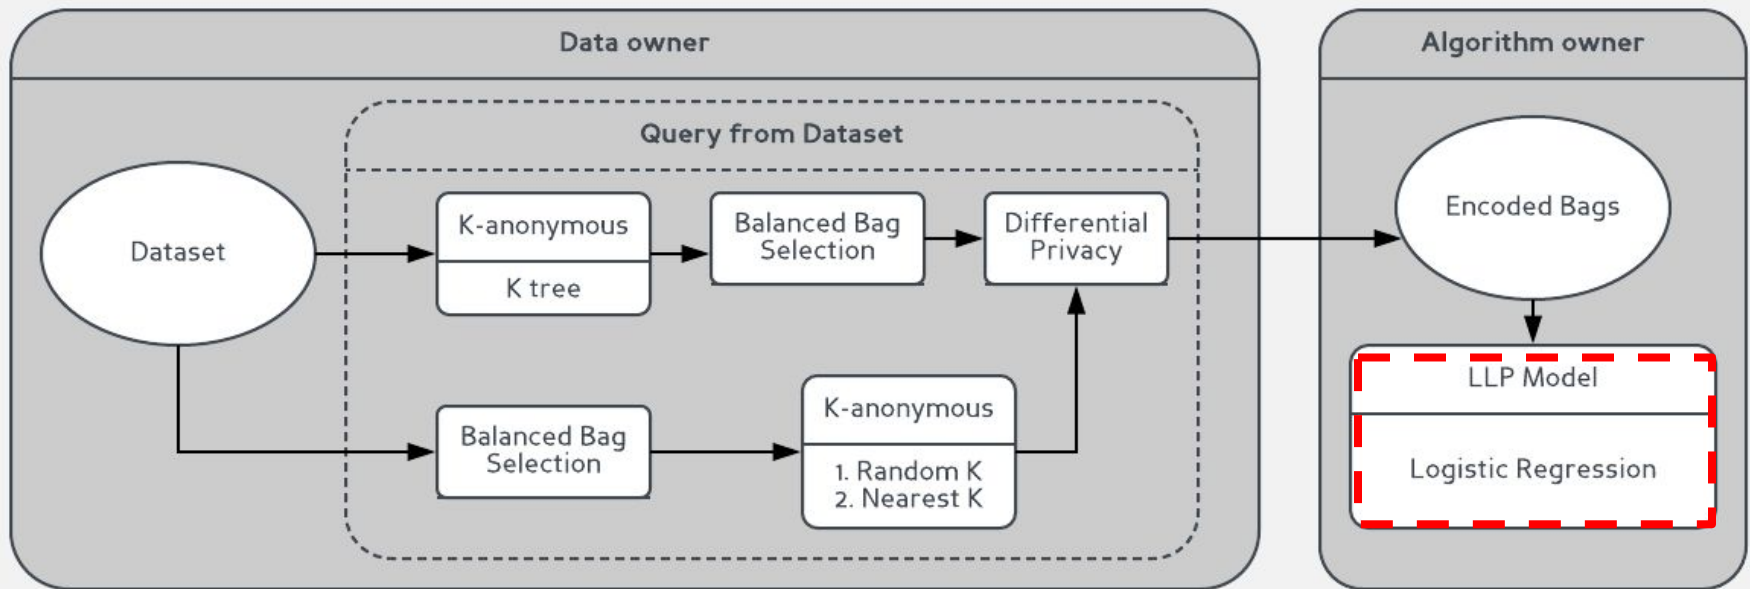 Data owner
Query from Dataset
Dataset
K-anonymous
K tree
Balanced Bag
Selection
Differential
Privacy
Balanced Bag
Selection
K-anonymous
1. Random K
2. Nearest K
Algorithm owner
Encoded Bags
LLP Model
Logistic Regression